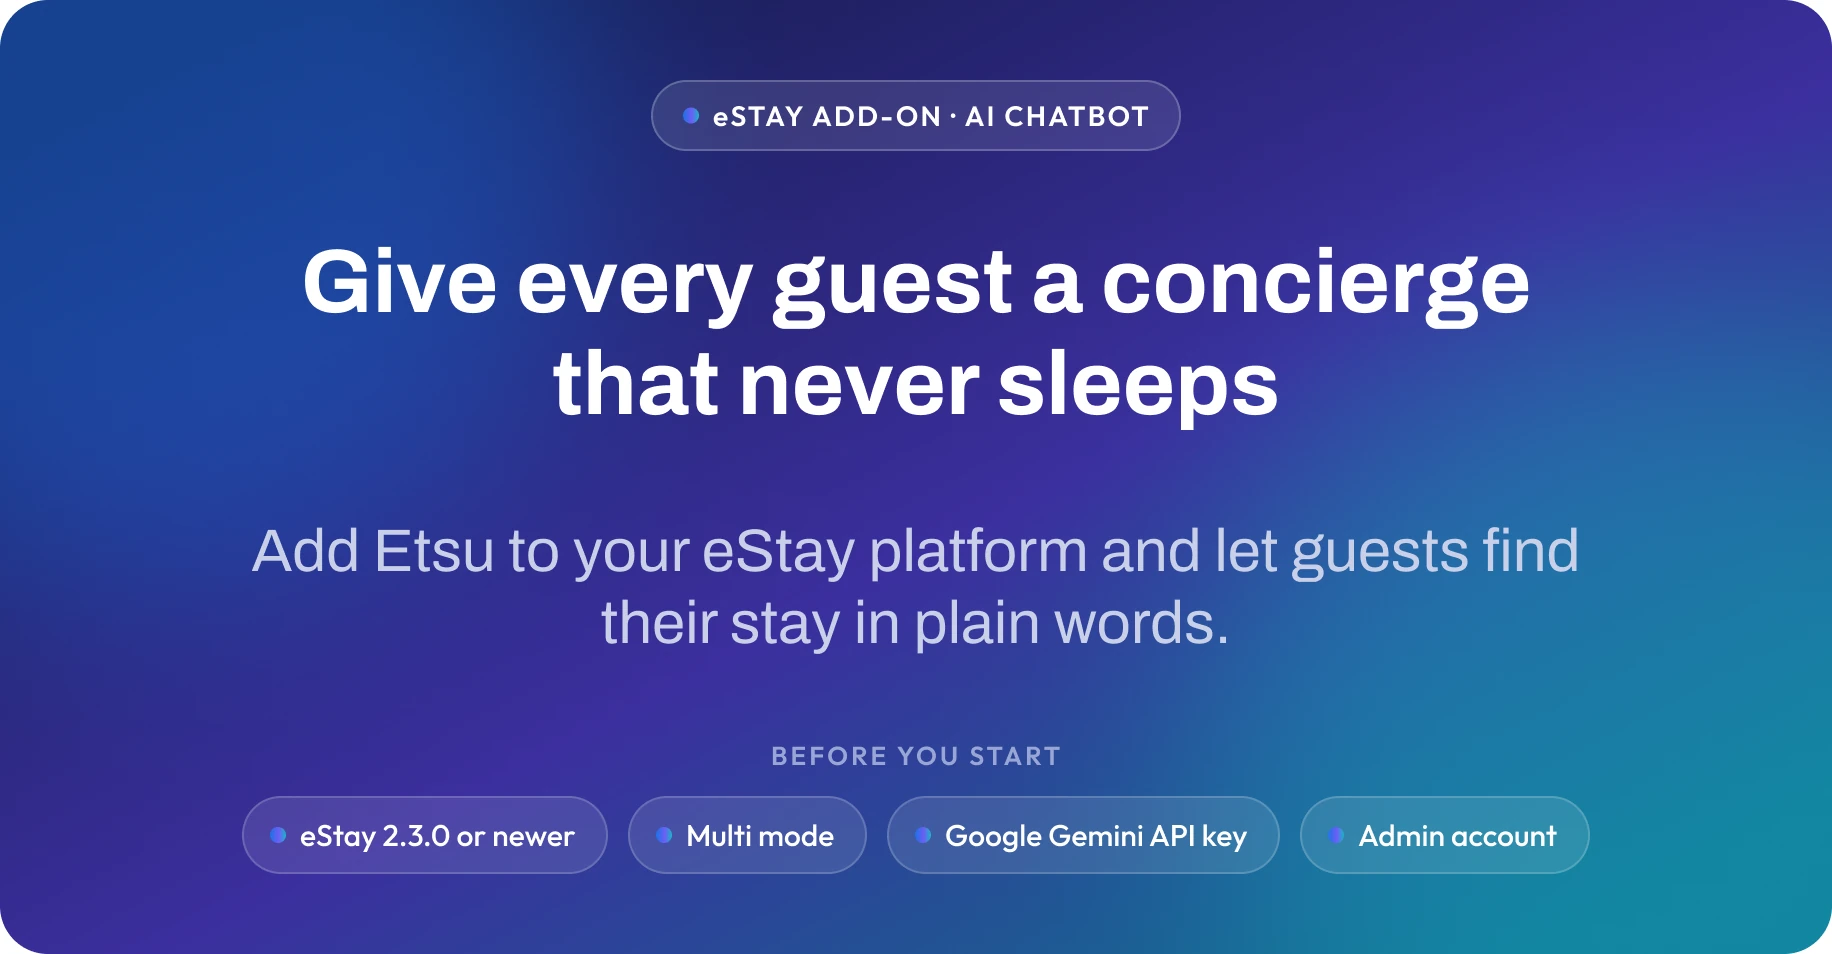 eSTAY ADD-ON · AI CHATBOT
Give every guest a concierge
that never sleeps
Add Etsu to your eStay platform and let guests find
their stay in plain words.
BEFORE YOU START
eStay 2.3.0 or newer
Multi mode
Google Gemini API key
Admin account